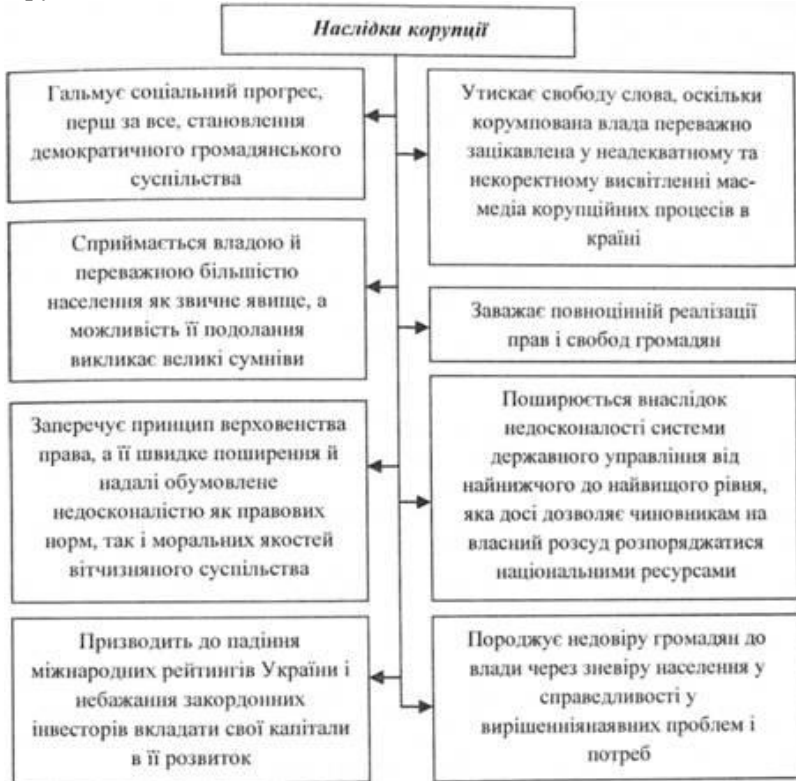 Наслідки корупції
Гальмує соціальний прогрес,
перш за все, становлення
демократичного громадянського
суспільства
Утискає свободу слова, оскільки
корумпована влада переважно
зацікавлена у неадекватному та
некоректному висвітленні мас-
медіа корупційних процесів в
країні
Сприймається владою й
переважною більшістю
населення як звичне явище, а
можливість її подолання
викликає великі сумніви
Заважає повноцінній реалізації
прав і свобод громадян
Заперечує принцип верховенства
права, а її швидке поширення й
надалі обумовлене
недосконалістю як правових
норм, так і моральних якостей
вітчизняного суспільства
Поширюється внаслідок
недосконалості системи
державного управління від
найнижчого до найвищого рівня,
яка досі дозволяє чиновникам на
власний розсуд розпоряджатися
національними ресурсами
Призводить до падіння
міжнародних рейтингів України і
небажання закордонних
інвесторів вкладати свої капітали
в її розвиток
Породжує недовіру громадян до
влади через зневіру населення у
справедливості у
вирішенніянаявних проблем і
потреб